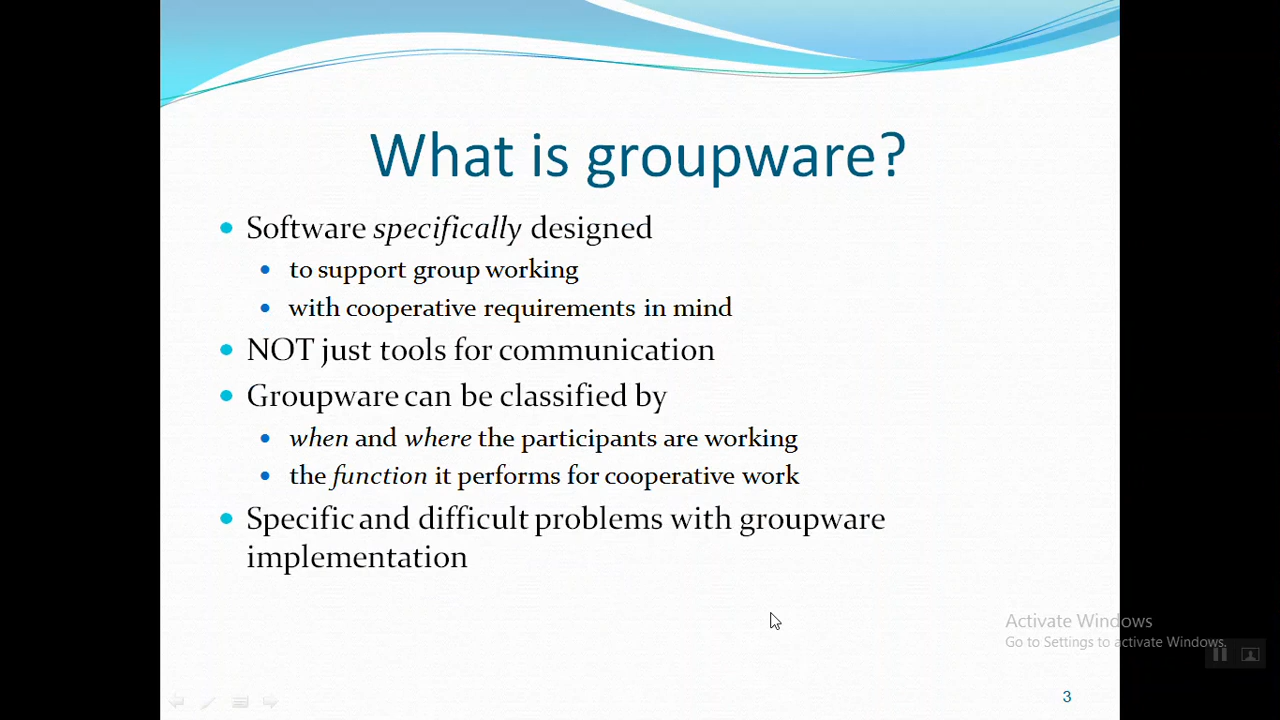 What is groupware?
Software specifically designed
to support group working
with cooperative requirements in mind
NOT just tools for communication
Groupware can be classified by
when and where the participants are working
the function it performs for cooperative work
Specific and difficult problems with groupware
implementation
Activate Windows
Go to Settings to activate Windows.
3